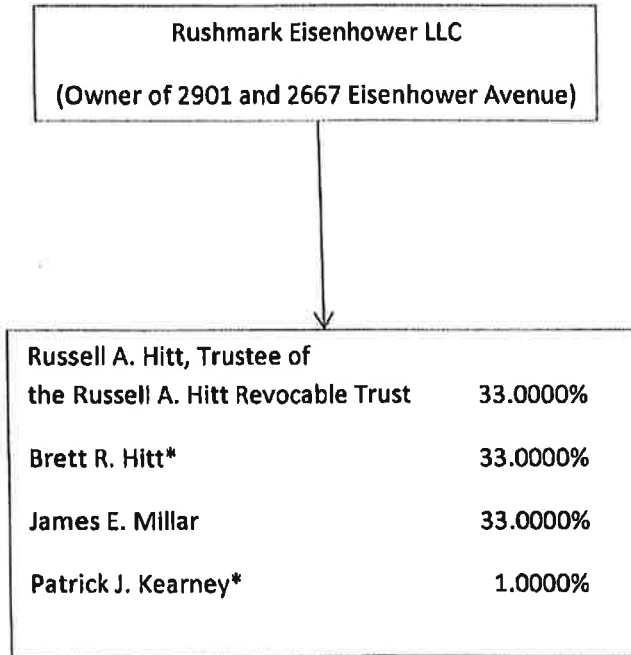 Rushmark Eisenhower LLC
(Owner of 2901 and 2667 Eisenhower Avenue)
Russell A. Hitt, Trustee of
the Russell A. Hitt Revocable Trust 33.0000%
Brett R. Hitt* 33.0000%
James E. Millar 33.0000%
Patrick J. Kearney* 1.0000%